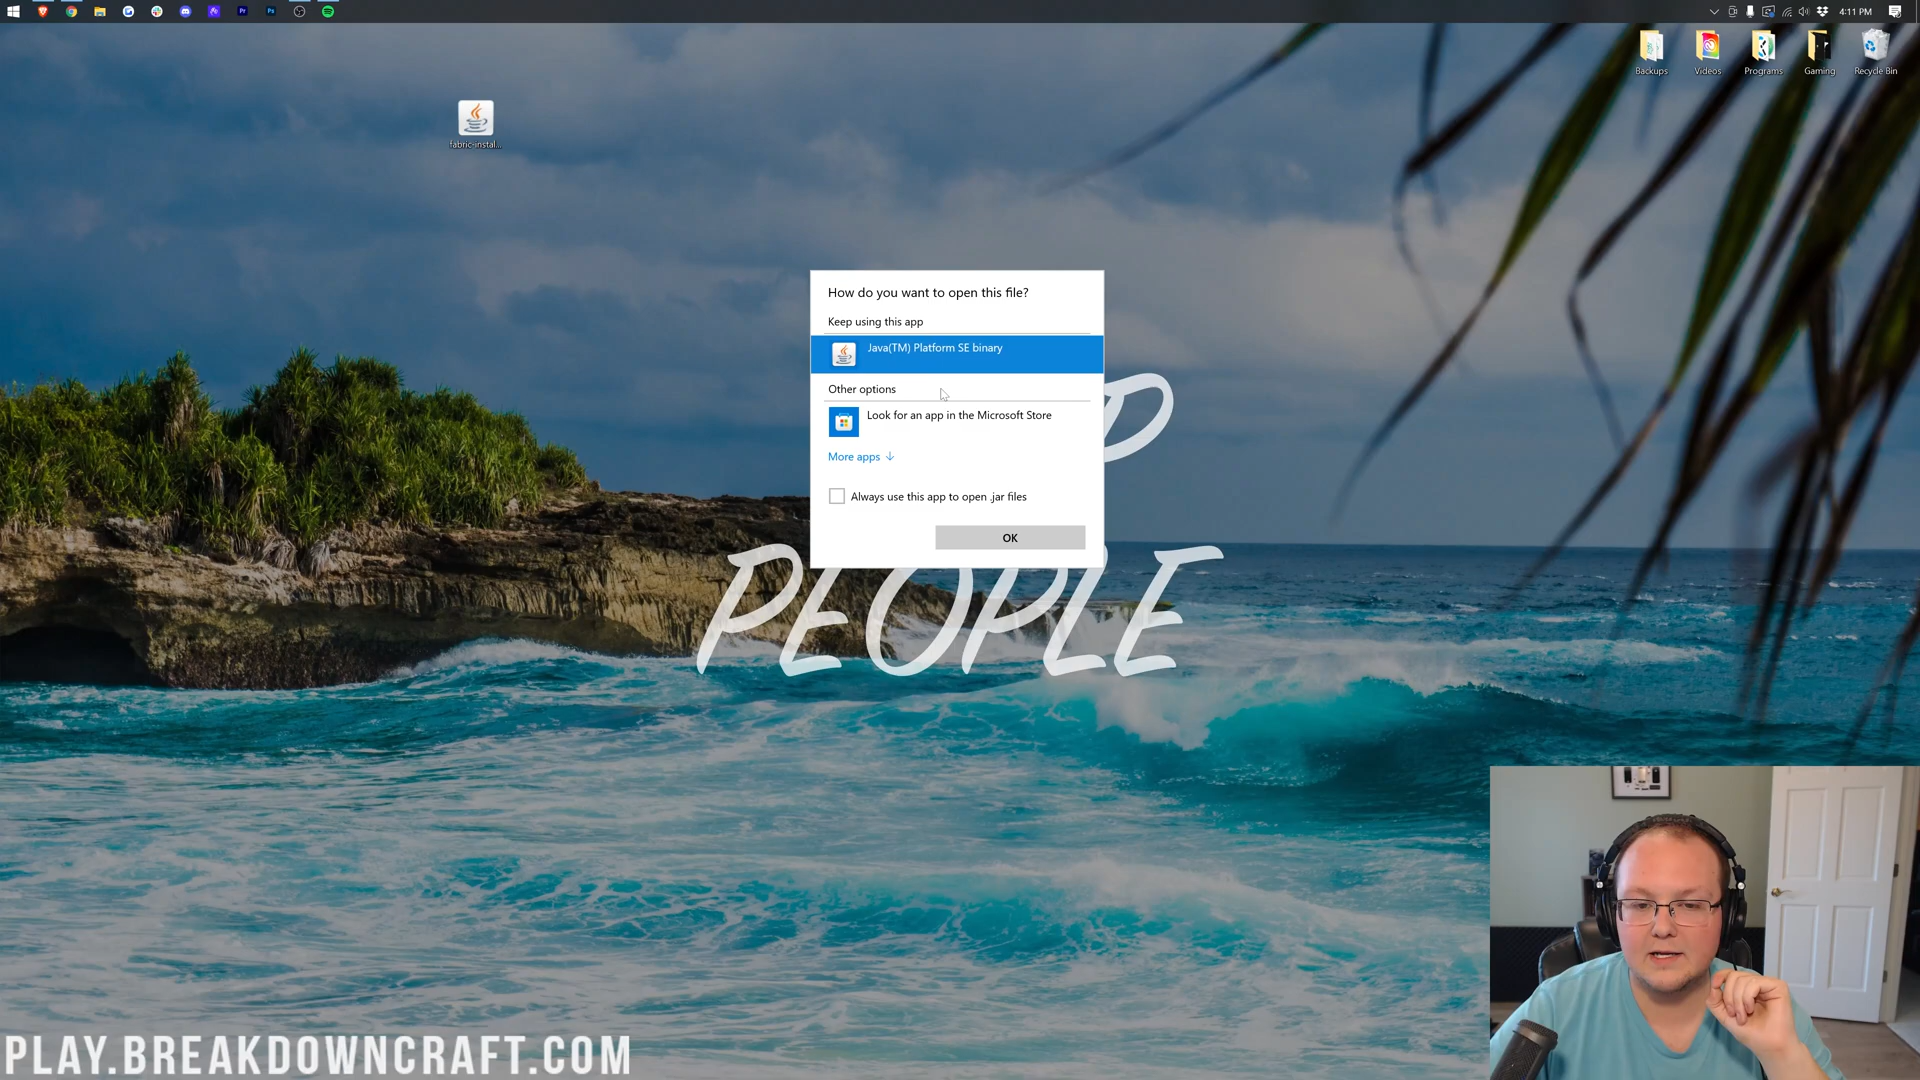 4:11 PM
Backups
Videos
Programs
Gaming
Recycle Bin
fabric-instal...
How do you want to open this file?
Keep using this app
Java(TM) Platform SE binary
Other options
Look for an app in the Microsoft Store
More apps
Always use this app to open .jar files
OK
D
PEOPLE
PLAY.BREAKDOWNCRAFT.COM